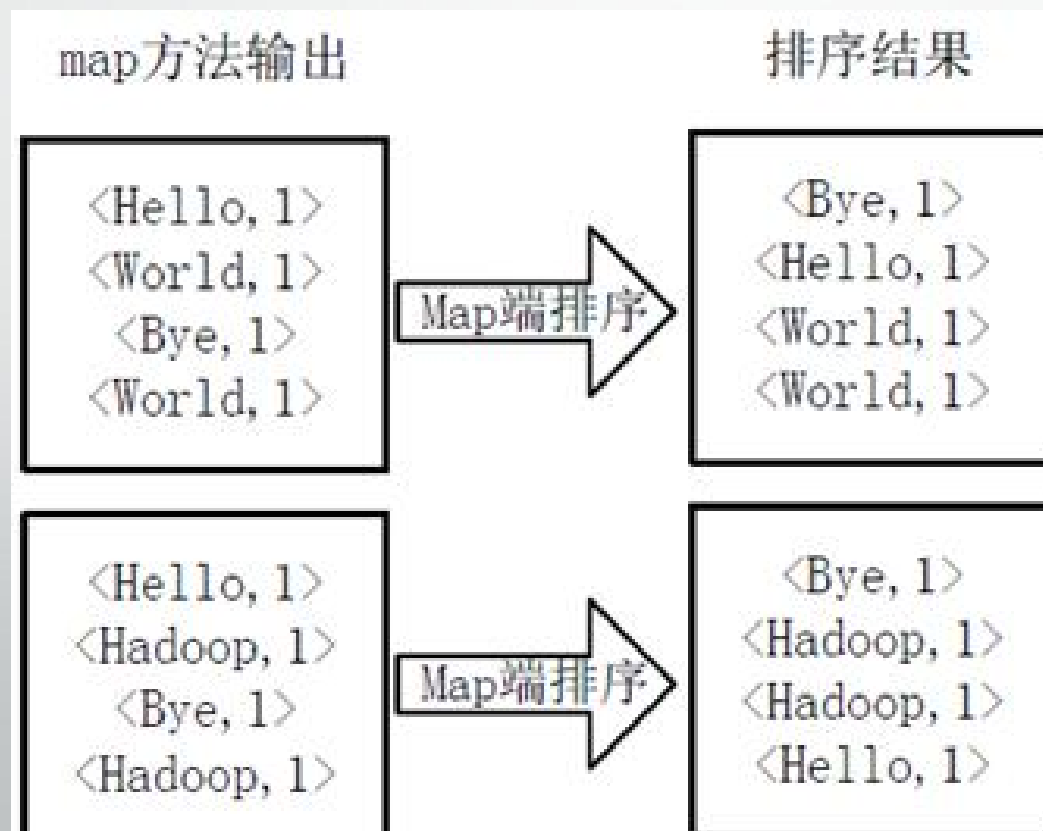 map方法输出
<Hello, 1>
<World, 1>
<Bye, 1>
<World, 1>
Map端排序
排序结果
<Bye, 1>
<Hello, 1>
<World, 1>
<World, 1>
<Hello, 1>
<Hadoop, 1>
<Bye, 1>
<Hadoop, 1>
Map端排序
<Bye, 1>
<Hadoop, 1>
<Hadoop, 1>
<Hello, 1>